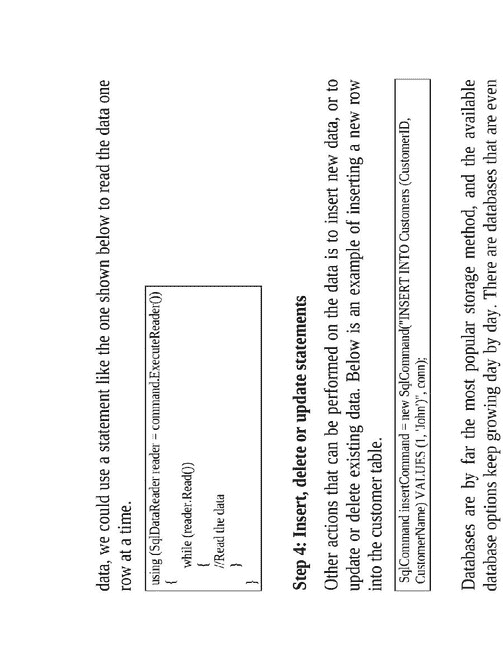 data, we could use a statement like the one shown below to read the data one
row at a time.
using (SqlDataReader reader = command.ExecuteReader())
{
while (reader.Read())
{
//Read the data
}
}
Step 4: Insert, delete or update statements
Other actions that can be performed on the data is to insert new data, or to
update or delete existing data. Below is an example of inserting a new row
into the customer table.
SqlCommand insertCommand = new SqlCommand("INSERT INTO Customers (CustomerID,
CustomerName) VALUES (1, 'John')", conn);
Databases are by far the most popular storage method, and the available
database options keep growing day by day. There are databases that are even